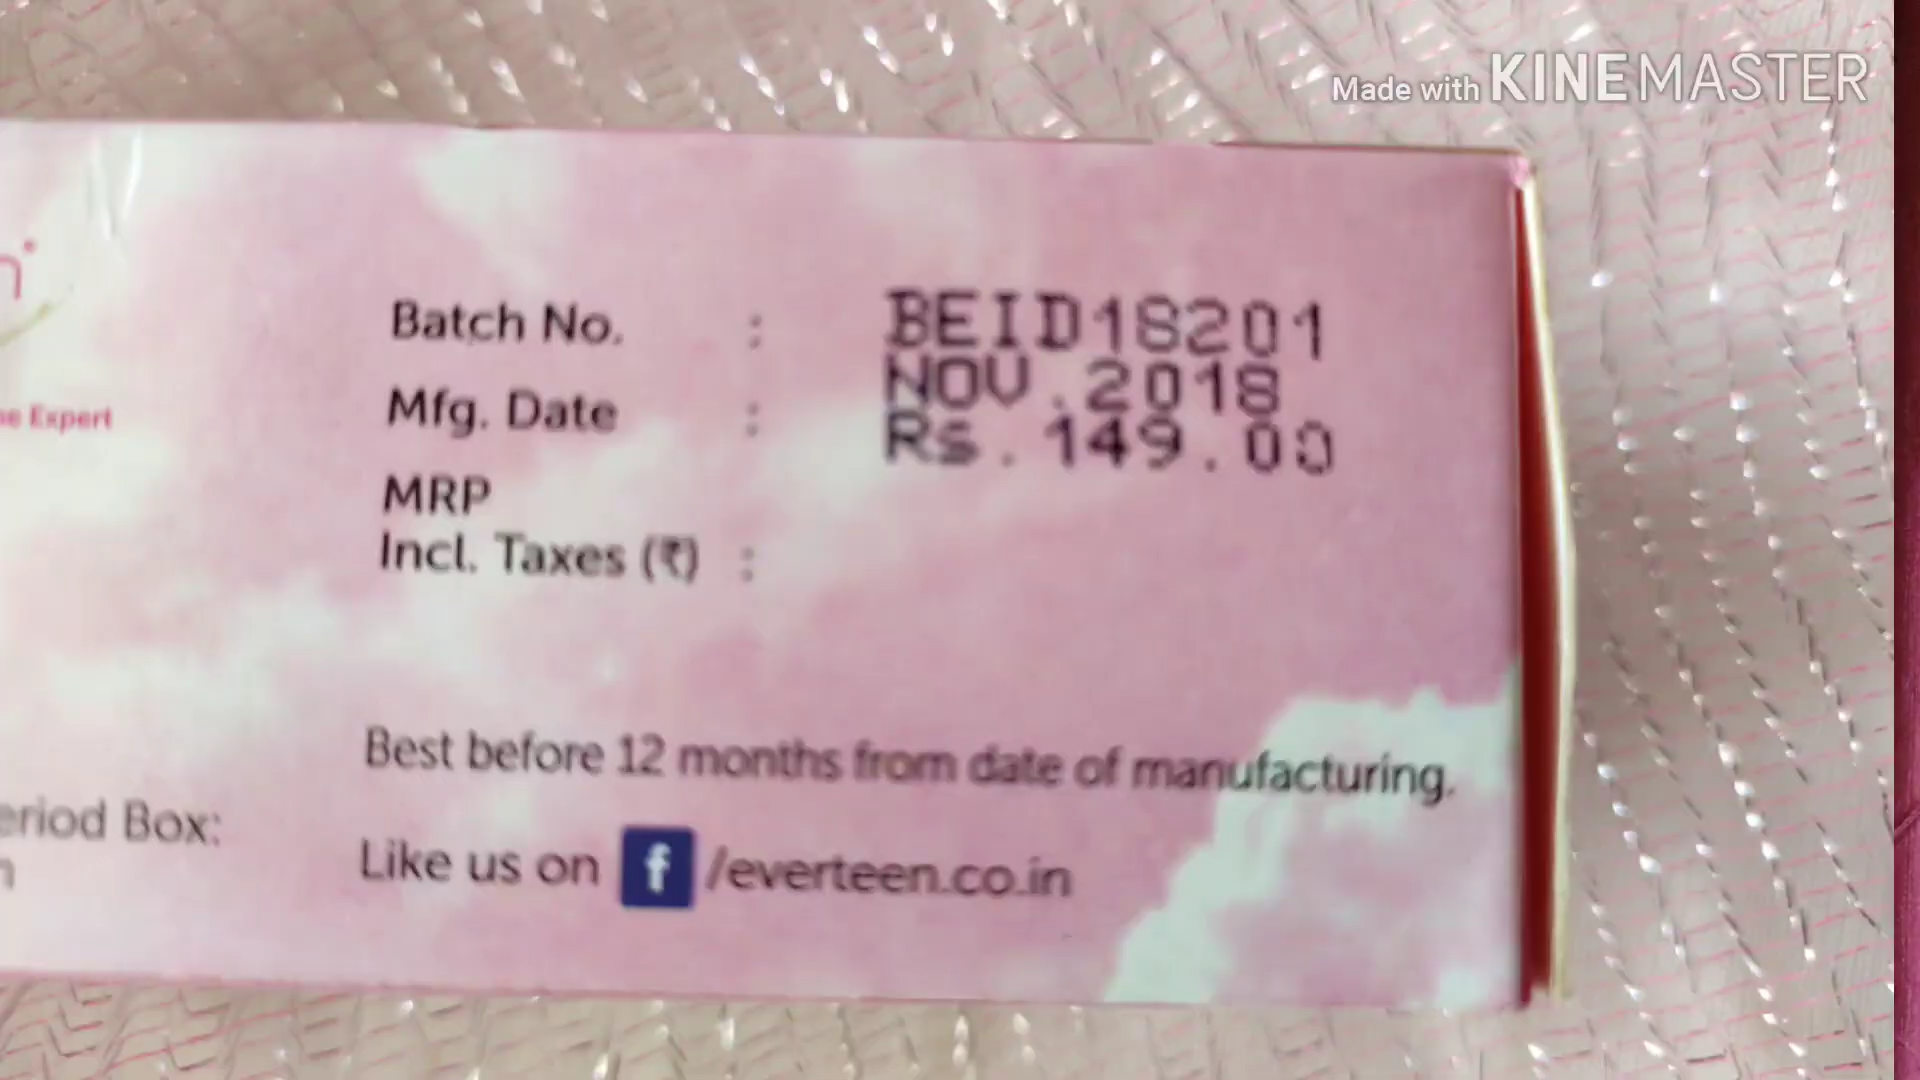 Made with KINEMASTER
Batch No. : BEID18201
Mfg. Date : NOV.2018
MRP Rs.149.00
Incl. Taxes (₹) :
Expert
Best before 12 months from date of manufacturing.
Box:
Like us on f /everteen.co.in